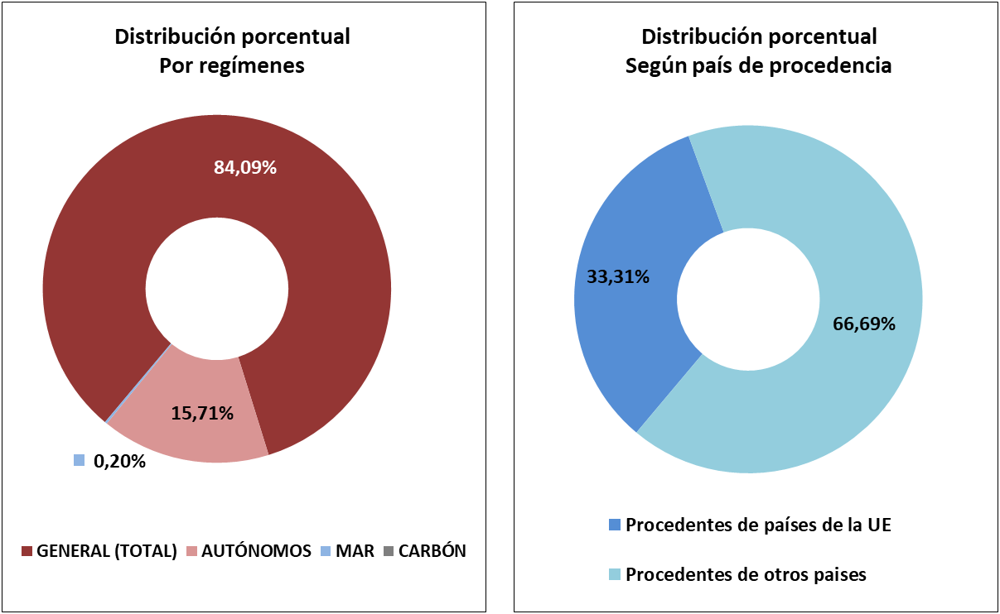 Distribución porcentual
Por regímenes
84,09%
15,71%
0,20%
GENERAL (TOTAL) AUTÓNOMOS MAR CARBÓN
Distribución porcentual
Según país de procedencia
33,31%
66,69%
Procedentes de países de la UE
Procedentes de otros paises